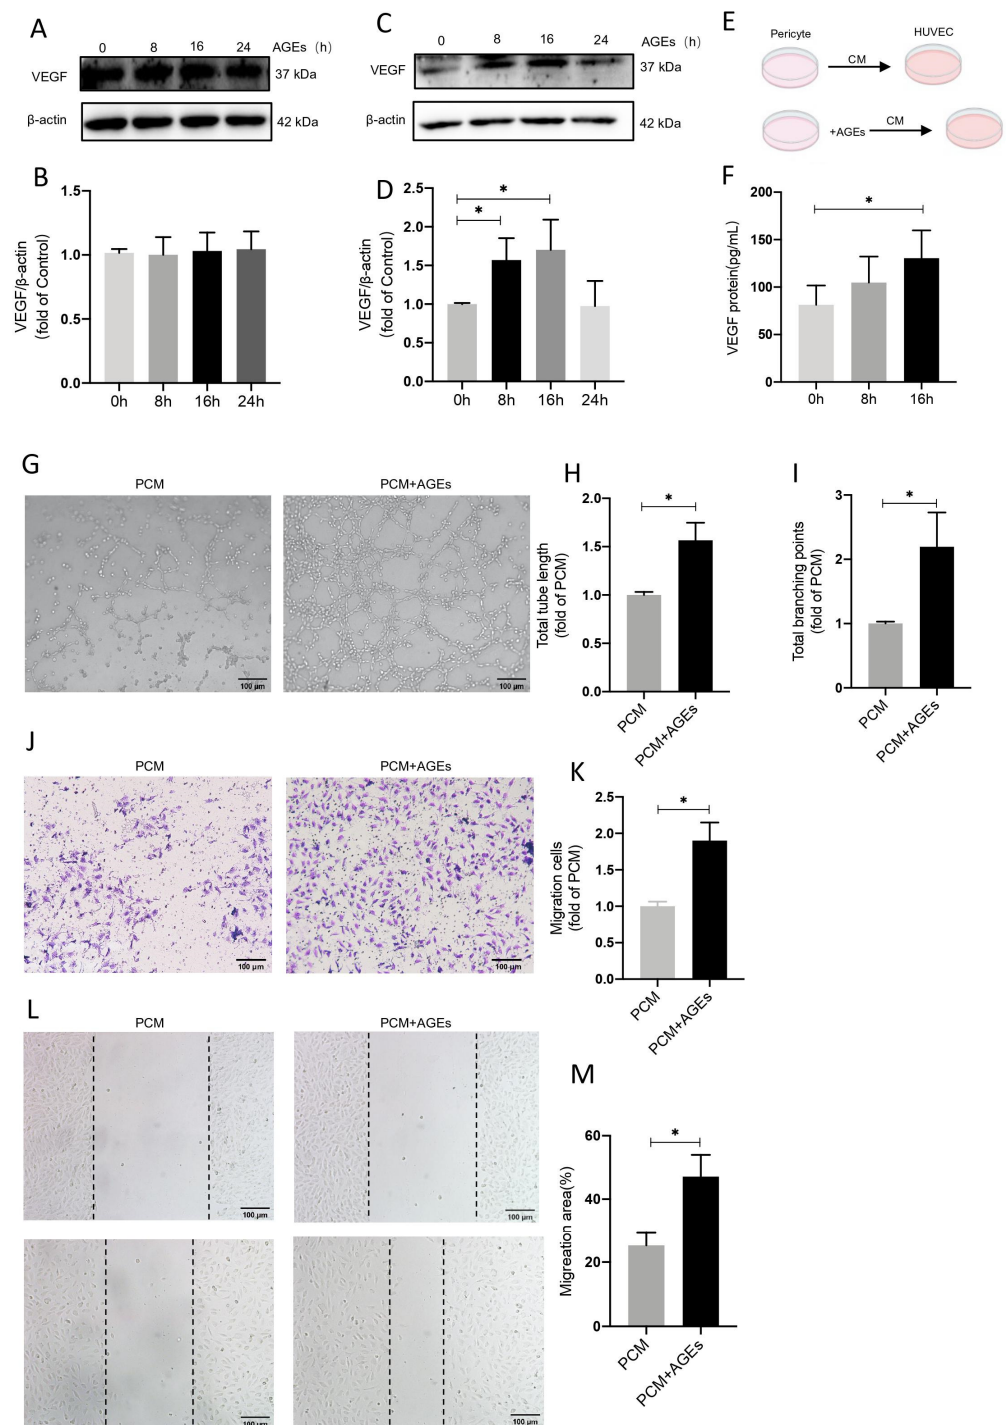 A
0 8 16 24 AGEs（h）
VEGF 37 kDa
β-actin 42 kDa
C
0 8 16 24 AGEs（h）
VEGF 37 kDa
β-actin 42 kDa
E
Pericyte HUVEC
CM
+AGEs CM
B
VEGF/β-actin
(fold of Control)
1.5
1.0
0.5
0.0
0h 8h 16h 24h
D
VEGF/β-actin
(fold of Control)
2.5
2.0
1.5
1.0
0.5
0.0
*
*
0h 8h 16h 24h
F
VEGF protein(pg/mL)
200
150
100
50
0
*
0h 8h 16h
G
PCM PCM+AGEs
100 μm 100 μm
H
Total tube length
(fold of PCM)
2.0
1.5
1.0
0.5
0.0
*
PCM PCM+AGEs
I
Total branching points
(fold of PCM)
3
2
1
0
*
PCM PCM+AGEs
J
PCM PCM+AGEs
100 μm 100 μm
K
Migration cells
(fold of PCM)
2.5
2.0
1.5
1.0
0.5
0.0
*
PCM PCM+AGEs
L
PCM PCM+AGEs
100 μm 100 μm
100 μm 100 μm
M
Migreation area(%)
60
40
20
0
*
PCM PCM+AGEs